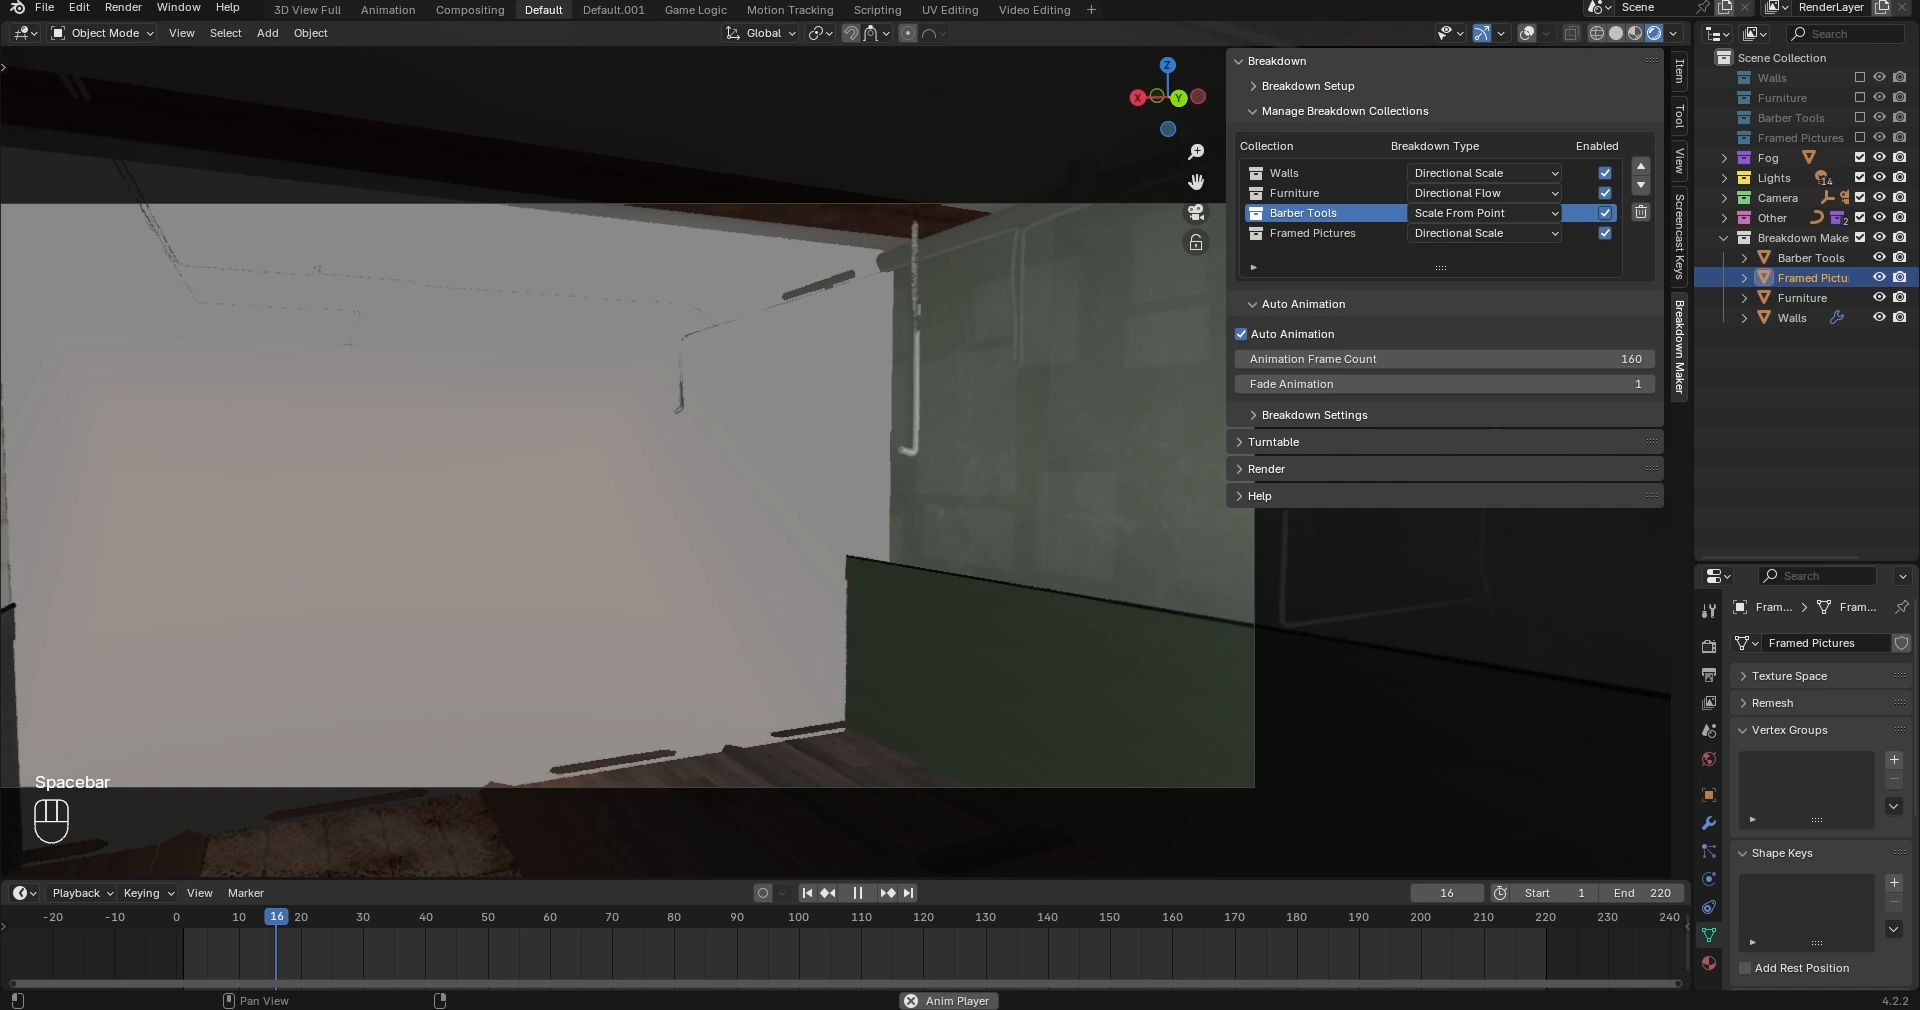 File Edit Render Window Help 3D View Full Animation Compositing Default Default.001 Game Logic Motion Tracking Scripting UV Editing Video Editing + Scene RenderLayer
Object Mode View Select Add Object Global Search
Scene Collection
Walls
Furniture
Barber Tools
Framed Pictures
Fog
Lights 14
Camera
Other 2
Breakdown Make
Barber Tools
Framed Pictu
Furniture
Walls
Z
X Y
Breakdown
Breakdown Setup
Manage Breakdown Collections
Collection Breakdown Type Enabled
Walls Directional Scale
Furniture Directional Flow
Barber Tools Scale From Point
Framed Pictures Directional Scale
Auto Animation
Auto Animation
Animation Frame Count 160
Fade Animation 1
Breakdown Settings
Turntable
Render
Help
Item
Tool
View
Screencast Keys
Breakdown Maker
Search
Fram... Fram...
Framed Pictures
Texture Space
Remesh
Vertex Groups
Shape Keys
Add Rest Position
Spacebar
Playback Keying View Marker 16 Start 1 End 220
-20 -10 0 10 16 20 30 40 50 60 70 80 90 100 110 120 130 140 150 160 170 180 190 200 210 220 230 240
Pan View Anim Player 4.2.2